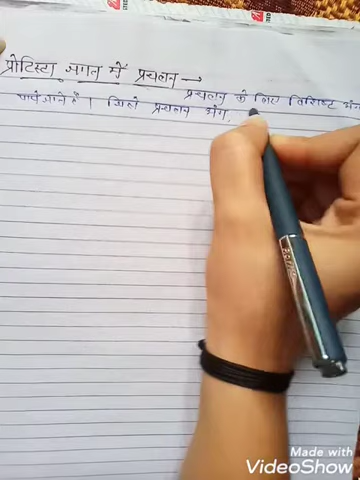 प्रोटिस्टा जगत में प्रचलन →
प्रचलन के लिए विशिष्ट अंग
पाये जाते हैं । जिसे प्रचलन अंग,
Made with
VideoShow